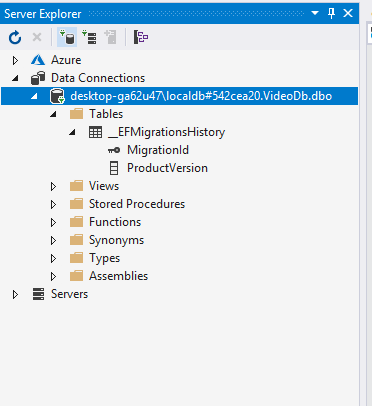 Server Explorer
Azure
Data Connections
desktop-ga62u47\localdb#542cea20.VideoDb.dbo
Tables
__EFMigrationsHistory
MigrationId
ProductVersion
Views
Stored Procedures
Functions
Synonyms
Types
Assemblies
Servers